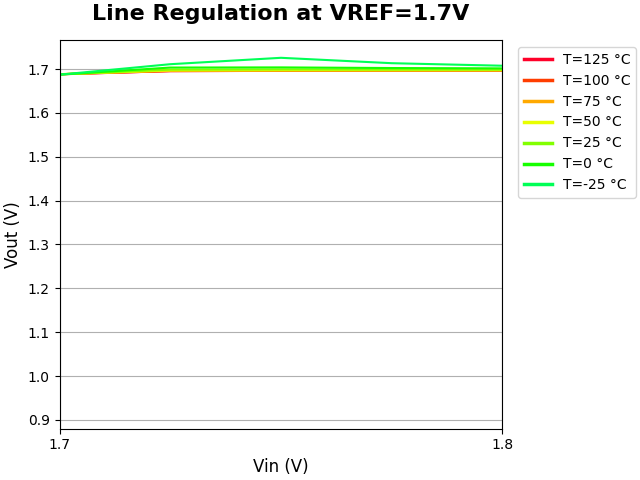 Line Regulation at VREF=1.7V
T=125 °C
T=100 °C
T=75 °C
T=50 °C
T=25 °C
T=0 °C
T=-25 °C
Vout (V)
1.7
1.6
1.5
1.4
1.3
1.2
1.1
1.0
0.9
1.7
1.8
Vin (V)